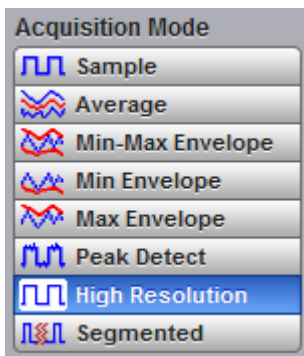 Acquisition Mode
Sample
Average
Min-Max Envelope
Min Envelope
Max Envelope
Peak Detect
High Resolution
Segmented